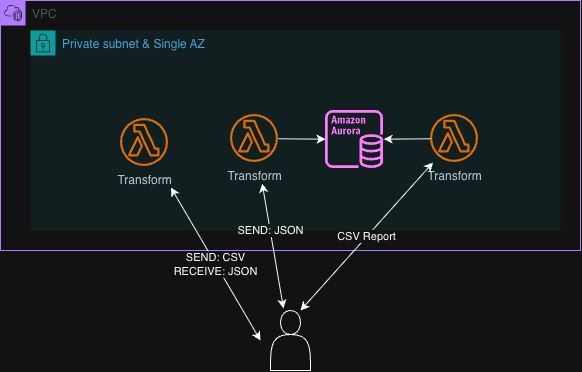 VPC
Private subnet & Single AZ
Amazon
Aurora
Transform
Transform
Transform
SEND: JSON
CSV Report
SEND: CSV
RECEIVE: JSON